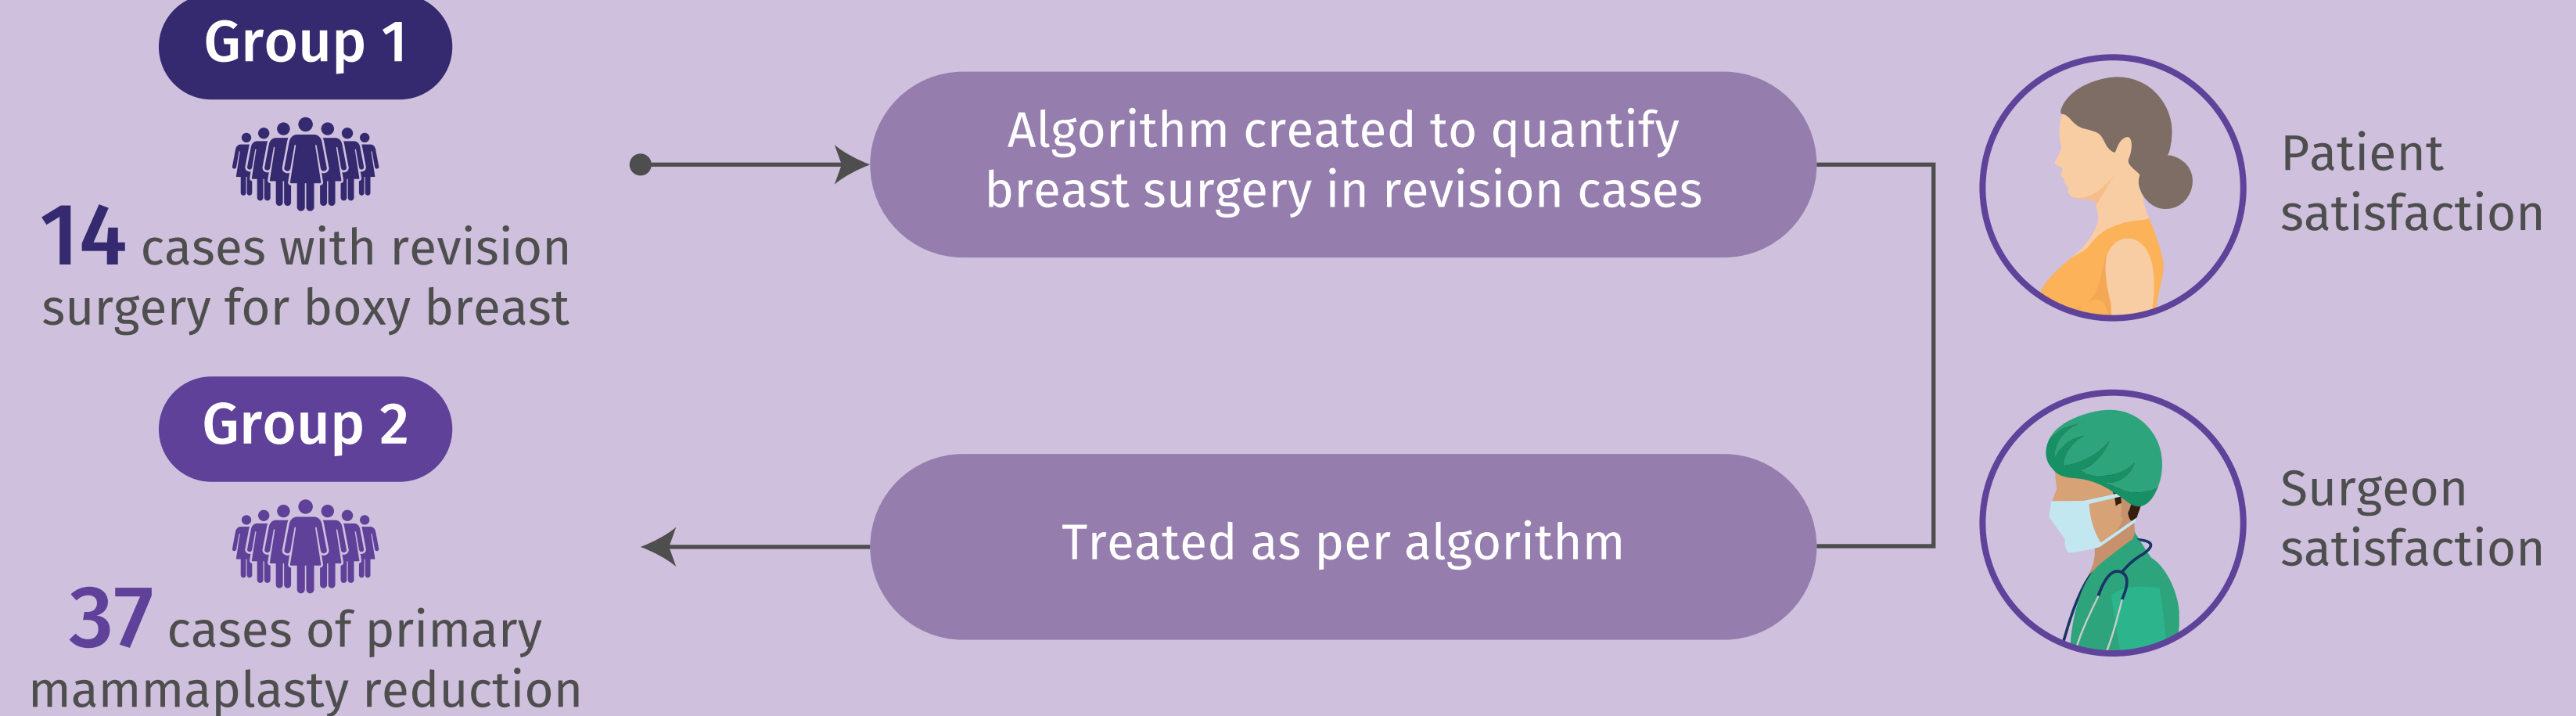 Group 1
14 cases with revision
surgery for boxy breast
Algorithm created to quantify
breast surgery in revision cases
Patient
satisfaction
Group 2
37 cases of primary
mammaplasty reduction
Treated as per algorithm
Surgeon
satisfaction